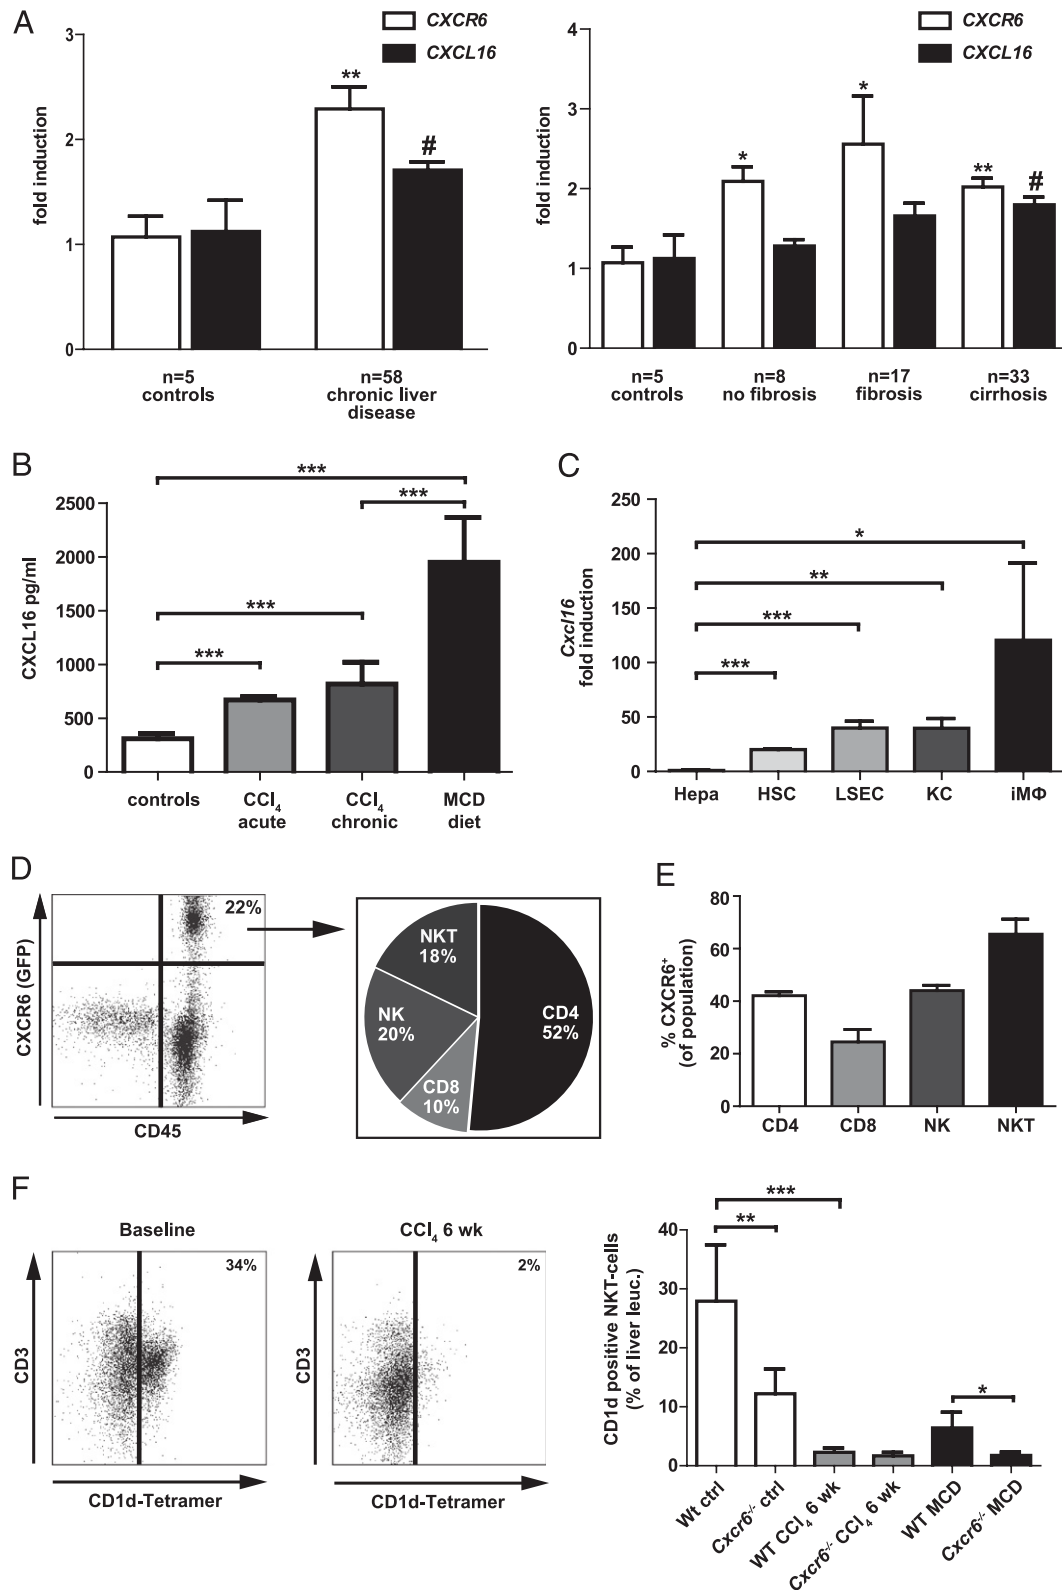 A
CXCR6
CXCL16
fold induction
3
2
1
0
**
#
n=5
controls
n=58
chronic liver
disease
CXCR6
CXCL16
fold induction
4
3
2
1
0
*
*
**
#
n=5
controls
n=8
no fibrosis
n=17
fibrosis
n=33
cirrhosis
B
CXCL16 pg/ml
2500
2000
1500
1000
500
0
***
***
***
***
controls
CCl4
acute
CCl4
chronic
MCD
diet
C
Cxcl16
fold induction
250
200
150
100
50
0
*
**
***
***
Hepa
HSC
LSEC
KC
iMΦ
D
CXCR6 (GFP)
22%
CD45
NKT
18%
NK
20%
CD8
10%
CD4
52%
E
% CXCR6+
(of population)
80
60
40
20
0
CD4
CD8
NK
NKT
F
Baseline
34%
CD3
CD1d-Tetramer
CCl4 6 wk
2%
CD3
CD1d-Tetramer
CD1d positive NKT-cells
(% of liver leuc.)
40
30
20
10
0
***
**
*
Wt ctrl
Cxcr6-/- ctrl
WT CCl4 6 wk
Cxcr6-/- CCl4 6 wk
WT MCD
Cxcr6-/- MCD